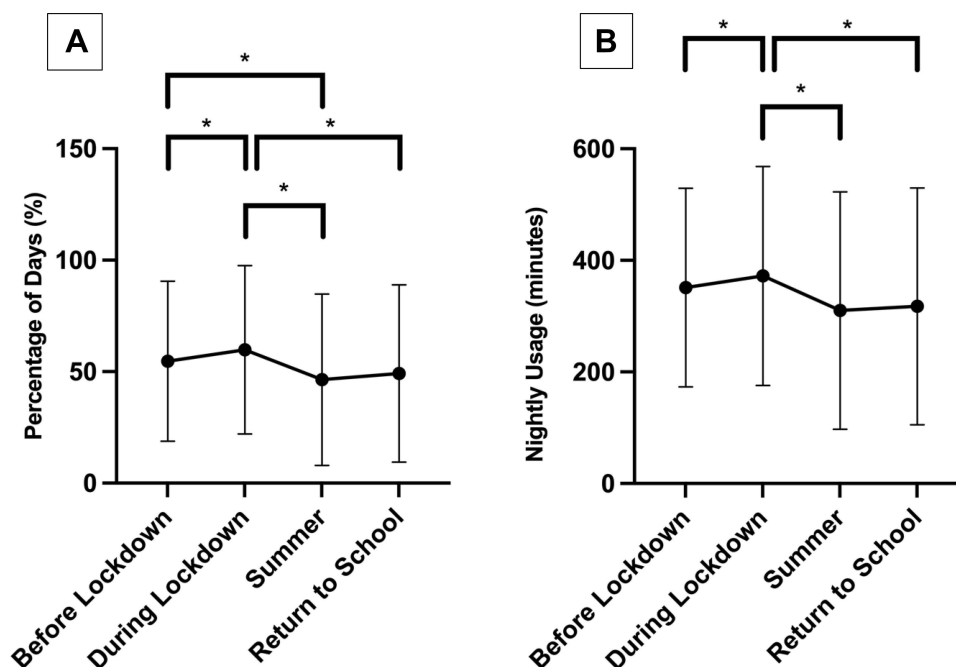 A
*
*
*
*
150
100
50
0
Percentage of Days (%)
Before Lockdown
During Lockdown
Summer
Return to School
B
*
*
*
600
400
200
0
Nightly Usage (minutes)
Before Lockdown
During Lockdown
Summer
Return to School